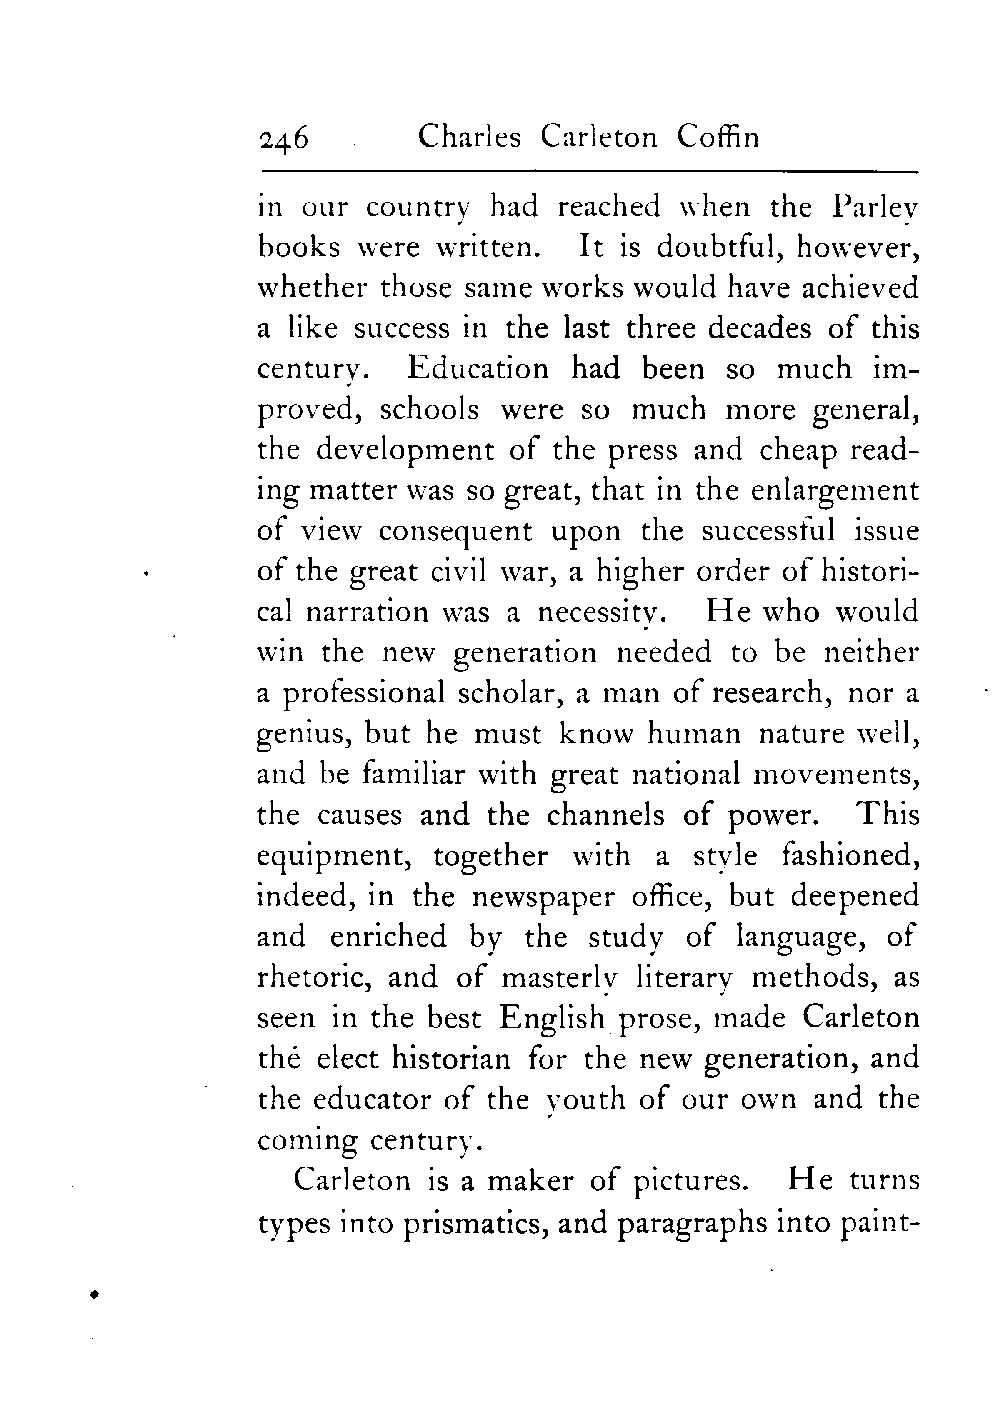 246 Charles Carleton Coffin
in our country had reached when the Parley
books were written. It is doubtful, however,
whether those same works would have achieved
a like success in the last three decades of this
century. Education had been so much im-
proved, schools were so much more general,
the development of the press and cheap read-
ing matter was so great, that in the enlargement
of view consequent upon the successful issue
of the great civil war, a higher order of histori-
cal narration was a necessity. He who would
win the new generation needed to be neither
a professional scholar, a man of research, nor a
genius, but he must know human nature well,
and be familiar with great national movements,
the causes and the channels of power. This
equipment, together with a style fashioned,
indeed, in the newspaper office, but deepened
and enriched by the study of language, of
rhetoric, and of masterly literary methods, as
seen in the best English prose, made Carleton
the elect historian for the new generation, and
the educator of the youth of our own and the
coming century.
Carleton is a maker of pictures. He turns
types into prismatics, and paragraphs into paint-